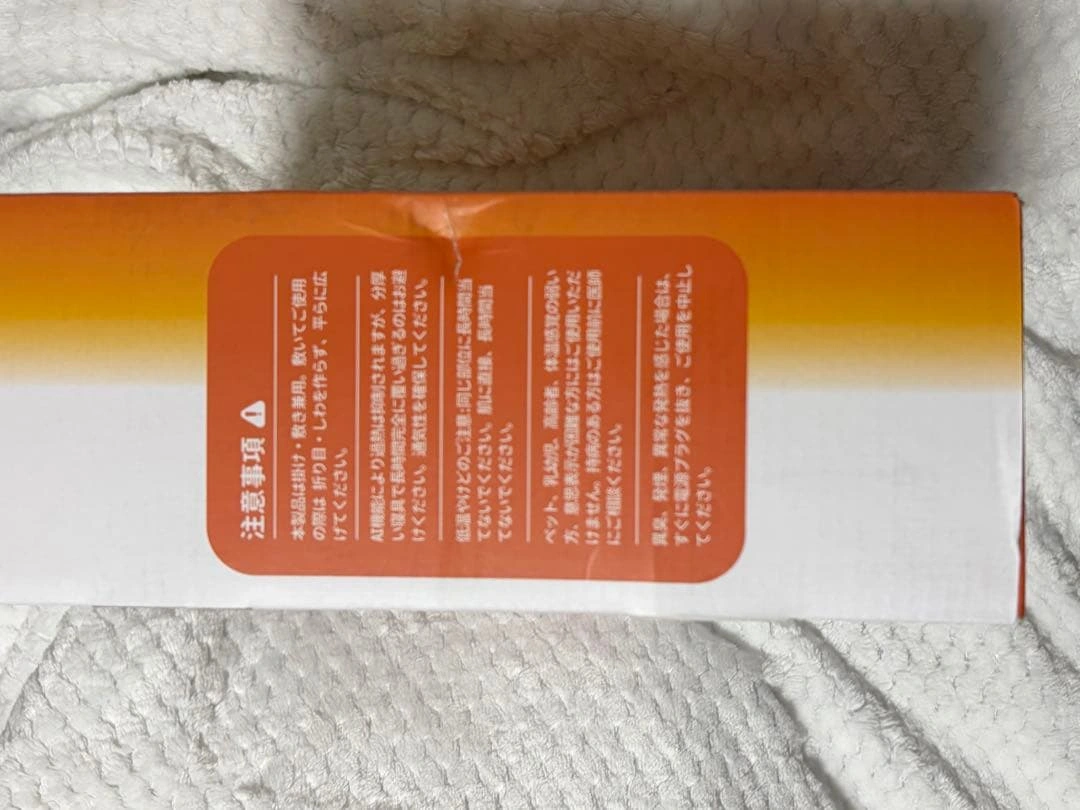 注意事項
本製品は掛け・敷き兼用。敷いてご使用
の際は 折り目・しわを作らず、平らに広
げてください。
AI機能により過熱は抑制されますが、分厚
い寝具で長時間完全に覆い過ぎるのはお避
けください。通気性を確保してください。
低温やけどのご注意:同じ部位に長時間当
てないでください。肌に直接、長時間当
てないでください。
ペット、乳幼児、高齢者、体温感覚の弱い
方、意思表示が困難な方にはご使用いただ
けません。持病のある方はご使用前に医師
にご相談ください。
異臭、発煙、異常な発熱を感じた場合は、
すぐに電源プラグを抜き、ご使用を中止し
てください。